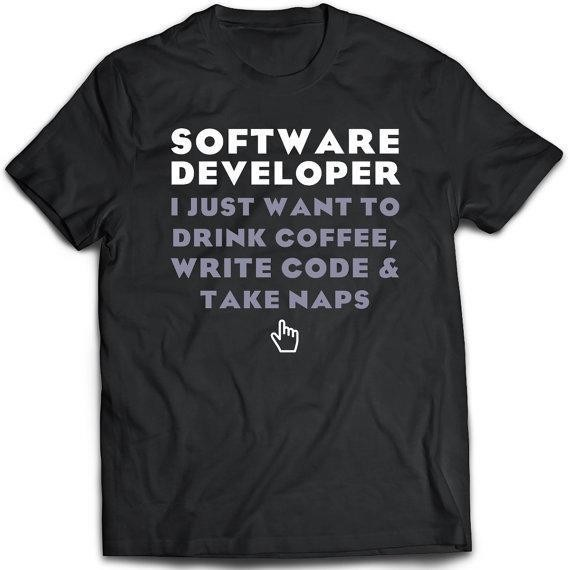 SOFTWARE
DEVELOPER
I JUST WANT TO
DRINK COFFEE,
WRITE CODE &
TAKE NAPS